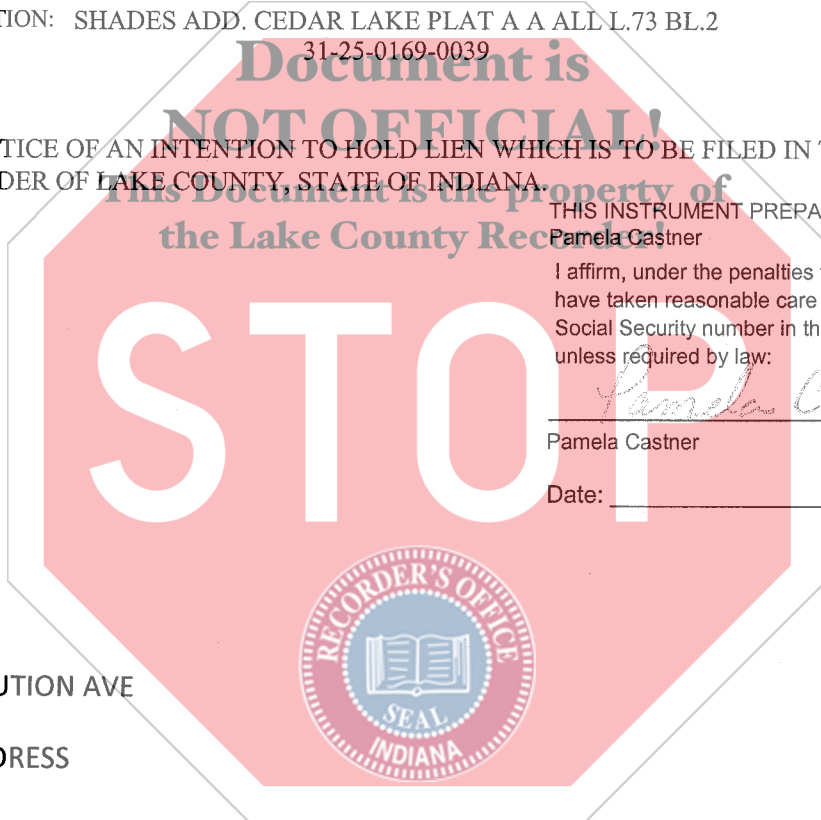 TION: SHADES ADD. CEDAR LAKE PLAT A A ALL L.73 BL.2
31-25-0169-0039
Document is
NOT OFFICIAL!
TICE OF AN INTENTION TO HOLD LIEN WHICH IS TO BE FILED IN
DER OF LAKE COUNTY, STATE OF INDIANA.
This Document is the property of
the Lake County Recorder!
THIS INSTRUMENT PREPA
Pamela Castner
I affirm, under the penalties
have taken reasonable care
Social Security number in th
unless required by law:
Pamela C
Pamela Castner
Date:
STOP
RECORDER'S OFFICE
SEAL
INDIANA
UTION AVE
DRESS